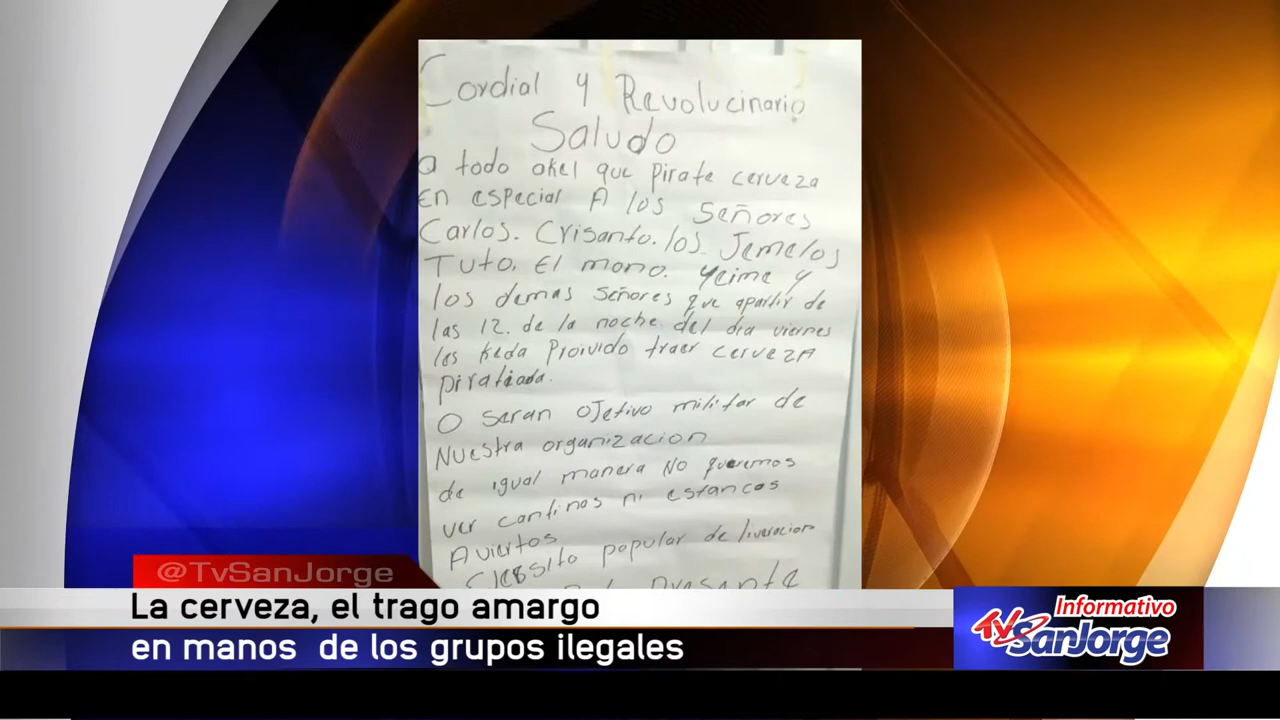 Cordial y Revolucinario
Saludo
a todo akel que pirate cerveza
En especial A los Señores
Carlos. Crisanto. los Jemelos
Tuto. El mono. Yeime y
los demas señores que apartir de
las 12. de la noche del dia viernes
les keda Proivido traer cerveza
piratiada.
O seran ojetivo militar de
Nuestra organizacion
de igual manera No queremos
ver cantinas ni estancos
Aviertos
popular de liveracion
presente
@TvSanJorge
La cerveza, el trago amargo
en manos de los grupos ilegales
Informativo
TV SanJorge